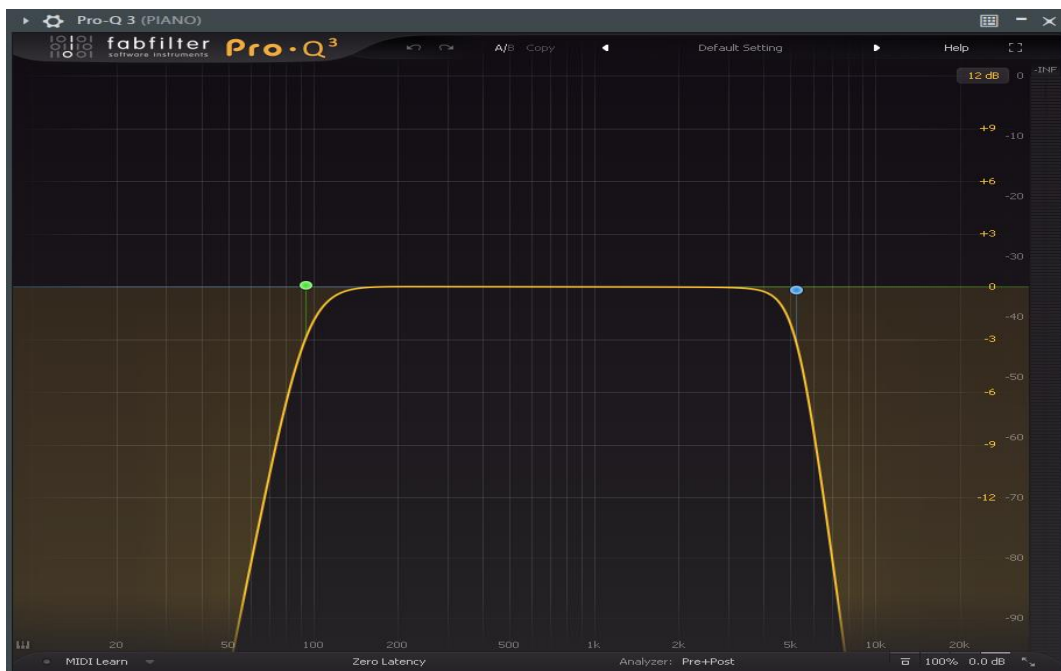 Pro-Q 3 (PIANO)
fabfilter Pro·Q³
software instruments
A/B Copy Default Setting Help
12 dB 0 -INF
+9 -10
+6 -20
+3 -30
0 -40
-3 -50
-6 -60
-9
-12 -70
-80
-90
20 50 100 200 500 1k 2k 5k 10k 20k
MIDI Learn Zero Latency Analyzer: Pre+Post 100% 0.0 dB